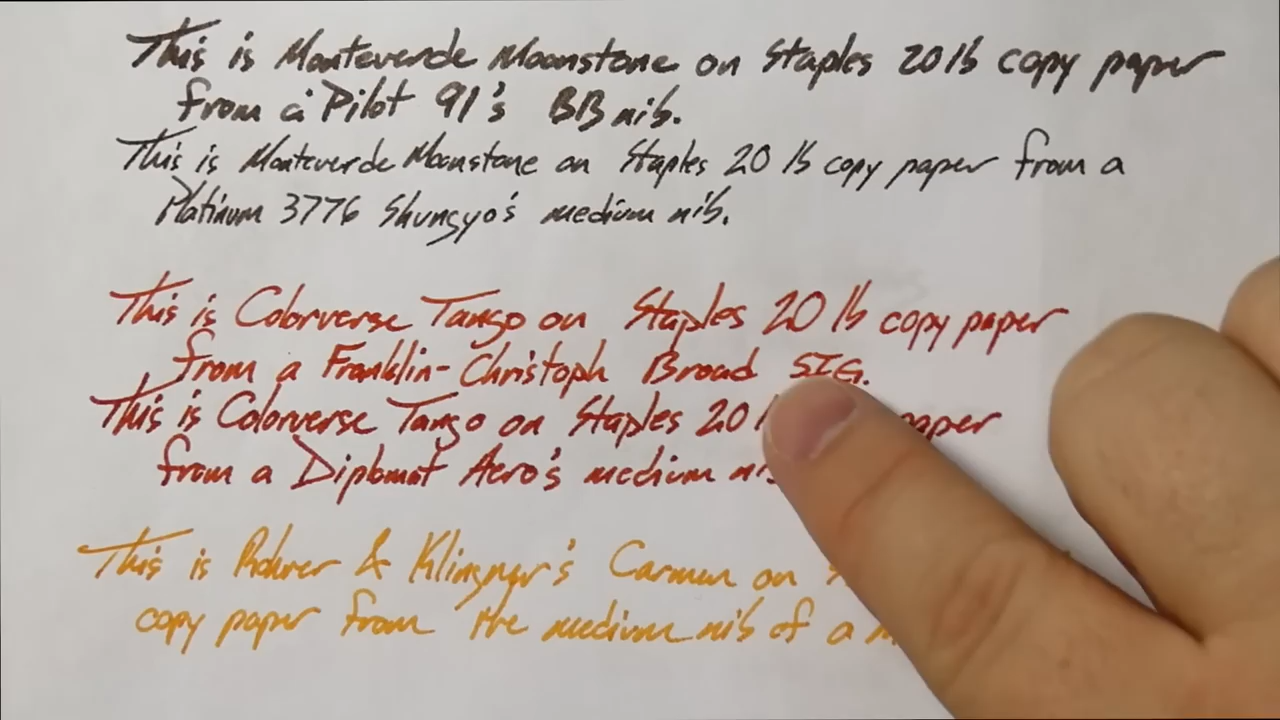 This is Monteverde Moonstone on Staples 20 lb copy paper
from a Pilot 91's BB nib.
This is Monteverde Moonstone on Staples 20 lb copy paper from a
Platinum 3776 Shungyo's medium nib.
This is Colorverse Tango on Staples 20 lb copy paper
from a Franklin-Christoph Broad SIG.
This is Colorverse Tango on Staples 20 paper
from a Diplomat Aero's medium
This is Rohrer & Klingner's Carmen on
copy paper from the medium nib of a